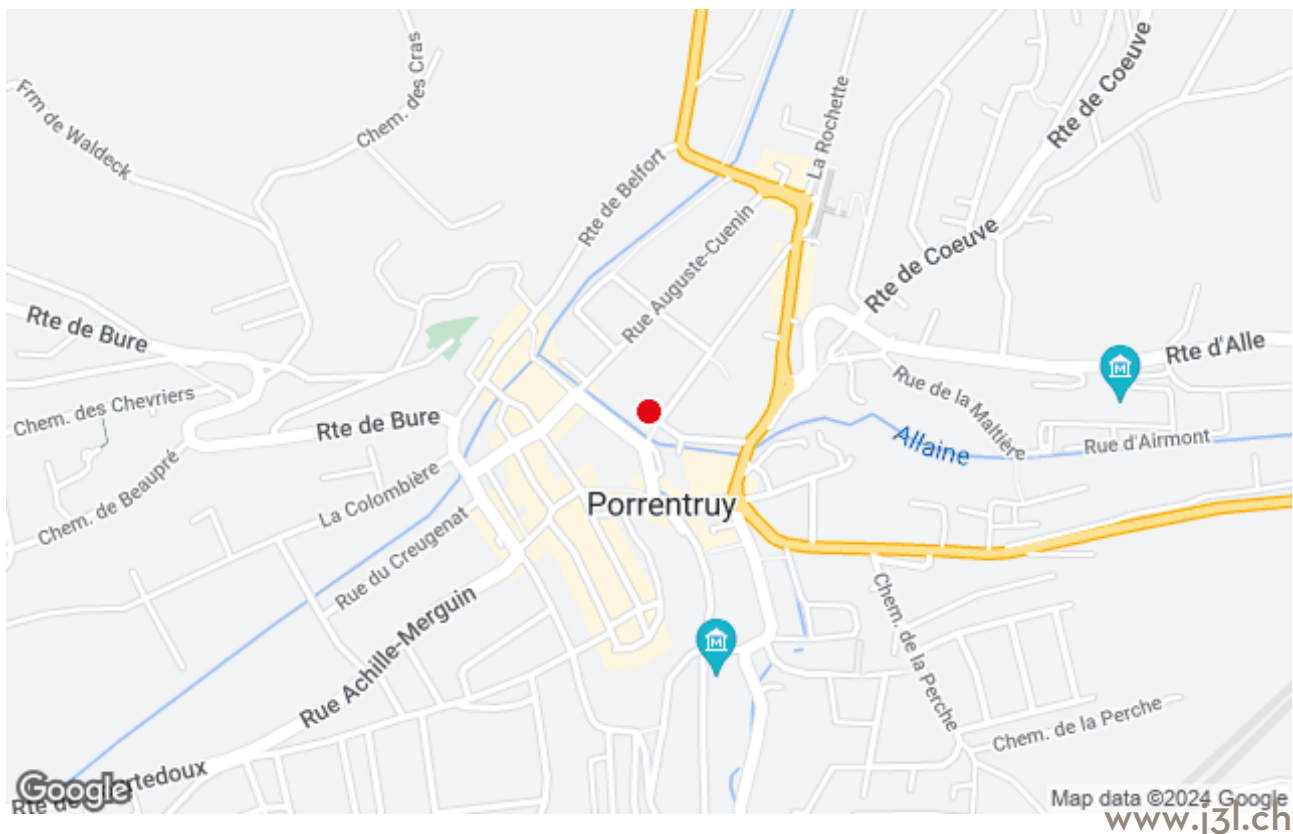 Frm de Waldeck
Chem. des Cras
Rte de Belfort
La Rochette
Rte de Coeuve
Rue Auguste-Cuenin
Rte de Coeuve
Rte de Bure
Rte d'Alle
M
Rue de la Maltière
Chem. des Chevriers
Rte de Bure
Allaine
Rue d'Airmont
Chem. de Beaupré
La Colombière
Porrentruy
Rue du Creugenat
Chem. de la Perche
M
Rue Achille-Merguin
Chem. de la Perche
Google
Map data ©2024 Google
www.j3l.ch